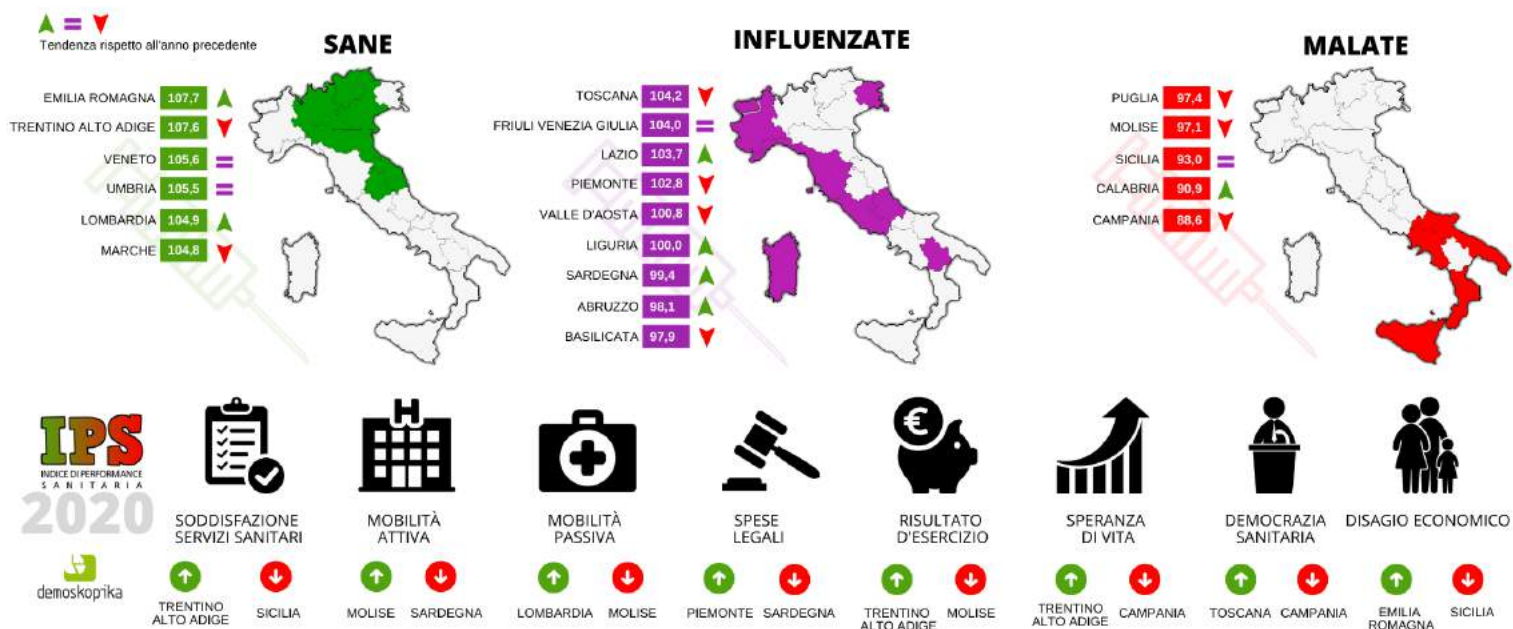 Tendenza rispetto all'anno precedente
SANE
EMILIA ROMAGNA 107,7
TRENTINO ALTO ADIGE 107,6
VENETO 105,6
UMBRIA 105,5
LOMBARDIA 104,9
MARCHE 104,8
INFLUENZATE
TOSCANA 104,2
FRIULI VENEZIA GIULIA 104,0
LAZIO 103,7
PIEMONTE 102,8
VALLE D'AOSTA 100,8
LIGURIA 100,0
SARDEGNA 99,4
ABRUZZO 98,1
BASILICATA 97,9
MALATE
PUGLIA 97,4
MOLISE 97,1
SICILIA 93,0
CALABRIA 90,9
CAMPANIA 88,6
IPS
INDICE DI PERFORMANCE
SANITARIA
2020
demoskopika
SODDISFAZIONE
SERVIZI SANITARI
TRENTINO
ALTO ADIGE
SICILIA
MOBILITÀ
ATTIVA
MOLISE
SARDEGNA
MOBILITÀ
PASSIVA
LOMBARDIA
MOLISE
SPESE
LEGALI
PIEMONTE
SARDEGNA
RISULTATO
D'ESERCIZIO
TRENTINO
ALTO ADIGE
MOLISE
SPERANZA
DI VITA
TRENTINO
ALTO ADIGE
CAMPANIA
DEMOCRAZIA
SANITARIA
TOSCANA
CAMPANIA
DISAGIO ECONOMICO
EMILIA
ROMAGNA
SICILIA